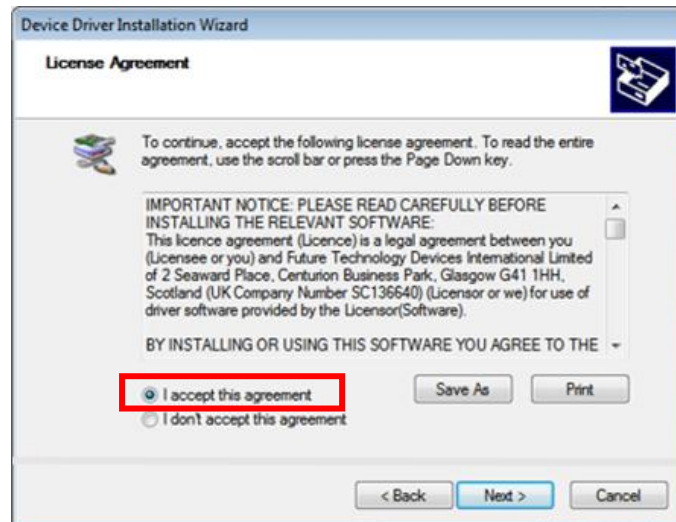 Device Driver Installation Wizard
License Agreement
To continue, accept the following license agreement. To read the entire
agreement, use the scroll bar or press the Page Down key.
IMPORTANT NOTICE: PLEASE READ CAREFULLY BEFORE
INSTALLING THE RELEVANT SOFTWARE:
This licence agreement (Licence) is a legal agreement between you
(Licensee or you) and Future Technology Devices International Limited
of 2 Seaward Place, Centurion Business Park, Glasgow G41 1HH,
Scotland (UK Company Number SC136640) (Licensor or we) for use of
driver software provided by the Licensor(Software).
BY INSTALLING OR USING THIS SOFTWARE YOU AGREE TO THE
I accept this agreement
Save As
Print
I don't accept this agreement
< Back
Next >
Cancel